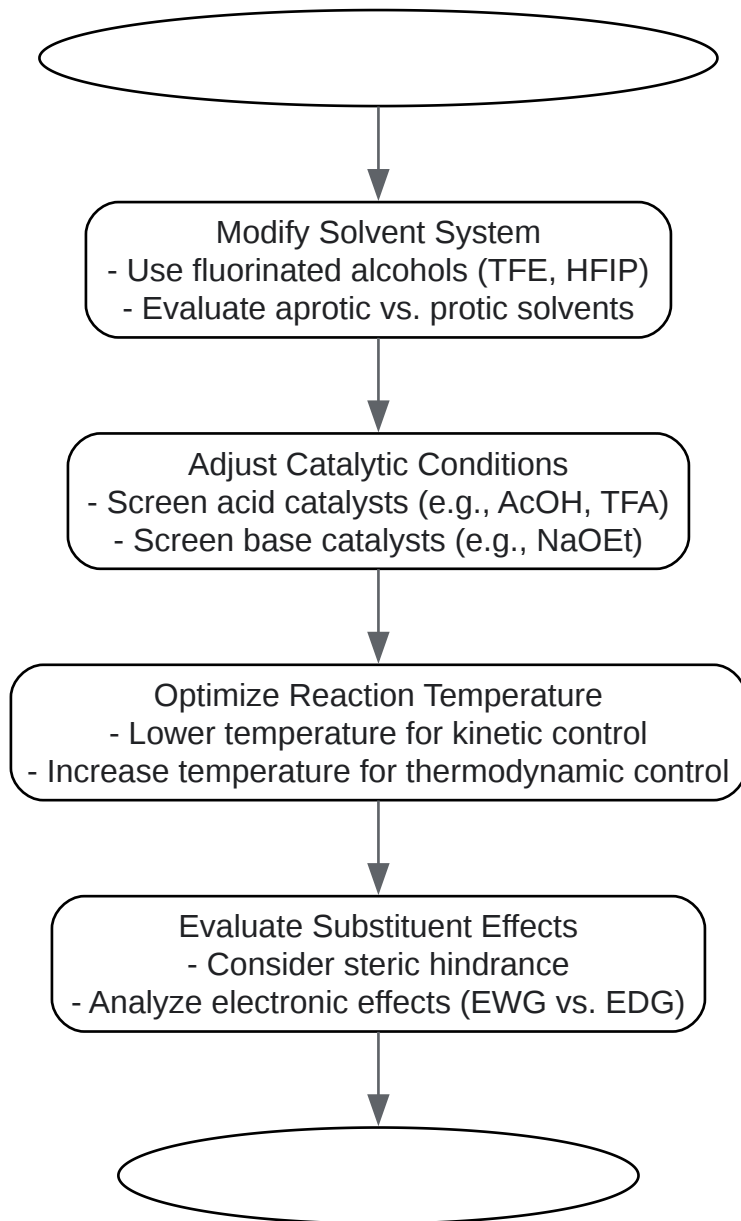 Modify Solvent System
- Use fluorinated alcohols (TFE, HFIP)
- Evaluate aprotic vs. protic solvents
Adjust Catalytic Conditions
- Screen acid catalysts (e.g., AcOH, TFA)
- Screen base catalysts (e.g., NaOEt)
Optimize Reaction Temperature
- Lower temperature for kinetic control
- Increase temperature for thermodynamic control
Evaluate Substituent Effects
- Consider steric hindrance
- Analyze electronic effects (EWG vs. EDG)